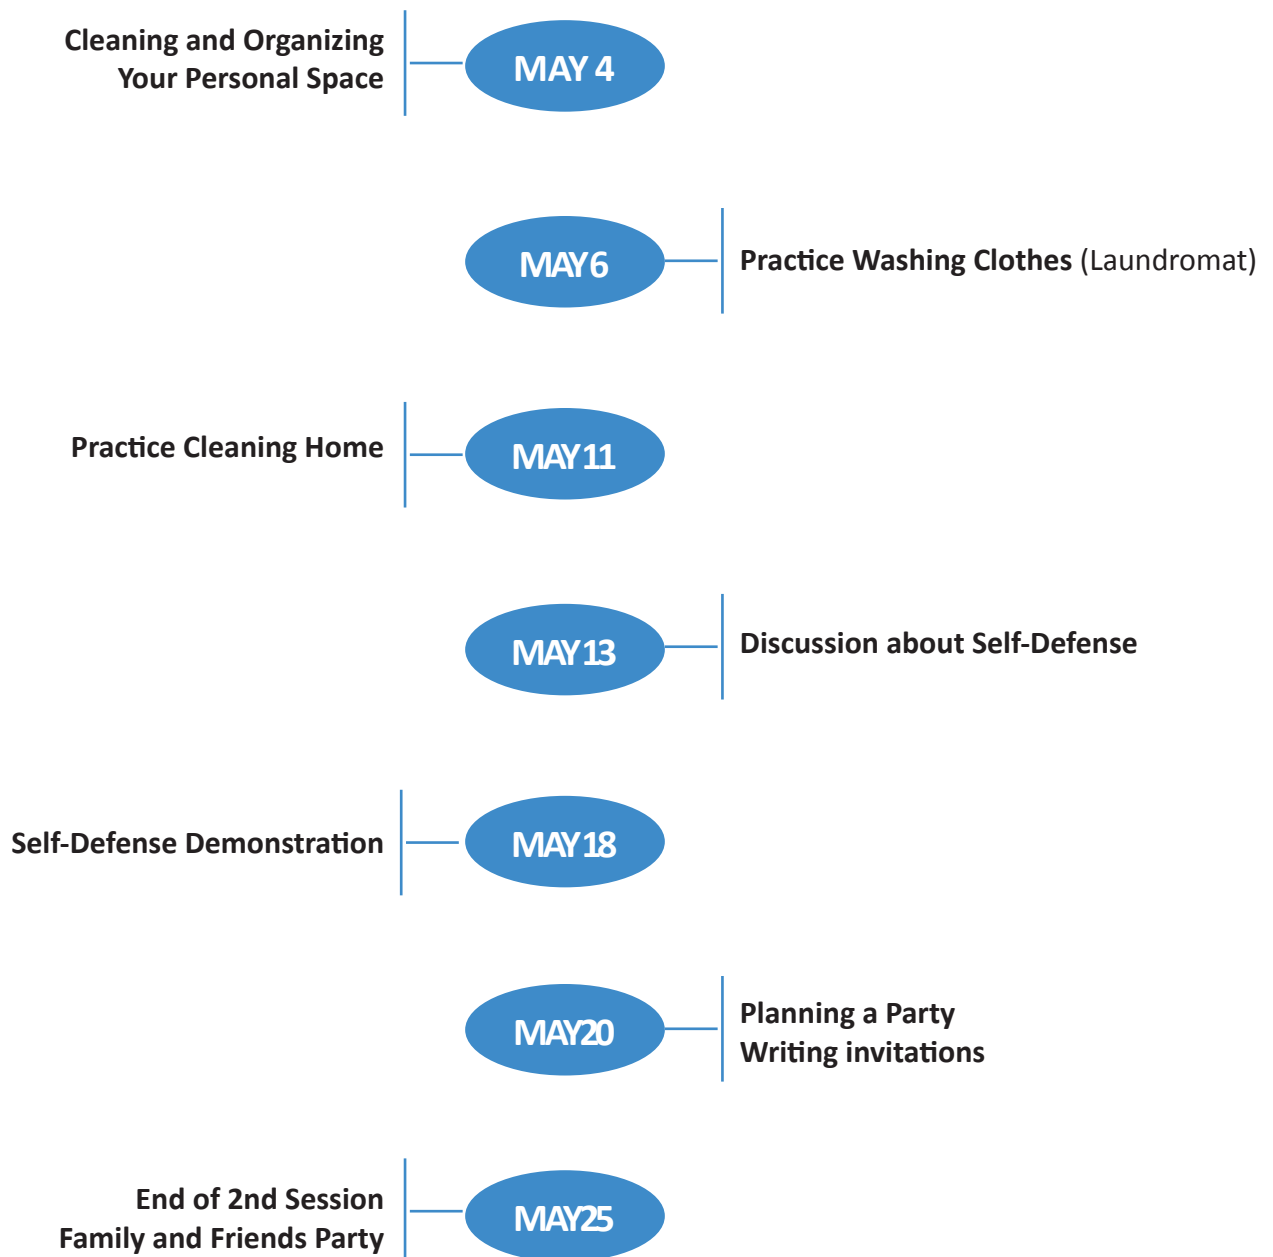 Cleaning and Organizing
Your Personal Space
MAY 4
MAY 6
Practice Washing Clothes (Laundromat)
Practice Cleaning Home
MAY 11
MAY 13
Discussion about Self-Defense
Self-Defense Demonstration
MAY 18
MAY 20
Planning a Party
Writing invitations
End of 2nd Session
Family and Friends Party
MAY 25